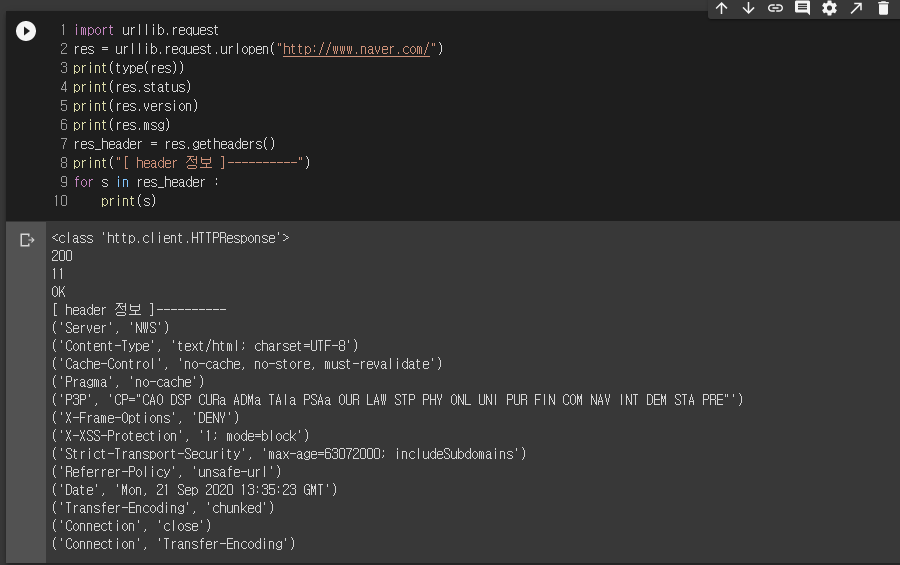 1 import urllib.request
2 res = urllib.request.urlopen("http://www.naver.com/")
3 print(type(res))
4 print(res.status)
5 print(res.version)
6 print(res.msg)
7 res_header = res.getheaders()
8 print("[ header 정보 ]----------")
9 for s in res_header :
10     print(s)
<class 'http.client.HTTPResponse'>
200
11
OK
[ header 정보 ]----------
('Server', 'NWS')
('Content-Type', 'text/html; charset=UTF-8')
('Cache-Control', 'no-cache, no-store, must-revalidate')
('Pragma', 'no-cache')
('P3P', 'CP="CAO DSP CURa ADMa TAIa PSAa OUR LAW STP PHY ONL UNI PUR FIN COM NAV INT DEM STA PRE"')
('X-Frame-Options', 'DENY')
('X-XSS-Protection', '1; mode=block')
('Strict-Transport-Security', 'max-age=63072000; includeSubdomains')
('Referrer-Policy', 'unsafe-url')
('Date', 'Mon, 21 Sep 2020 13:35:23 GMT')
('Transfer-Encoding', 'chunked')
('Connection', 'close')
('Connection', 'Transfer-Encoding')